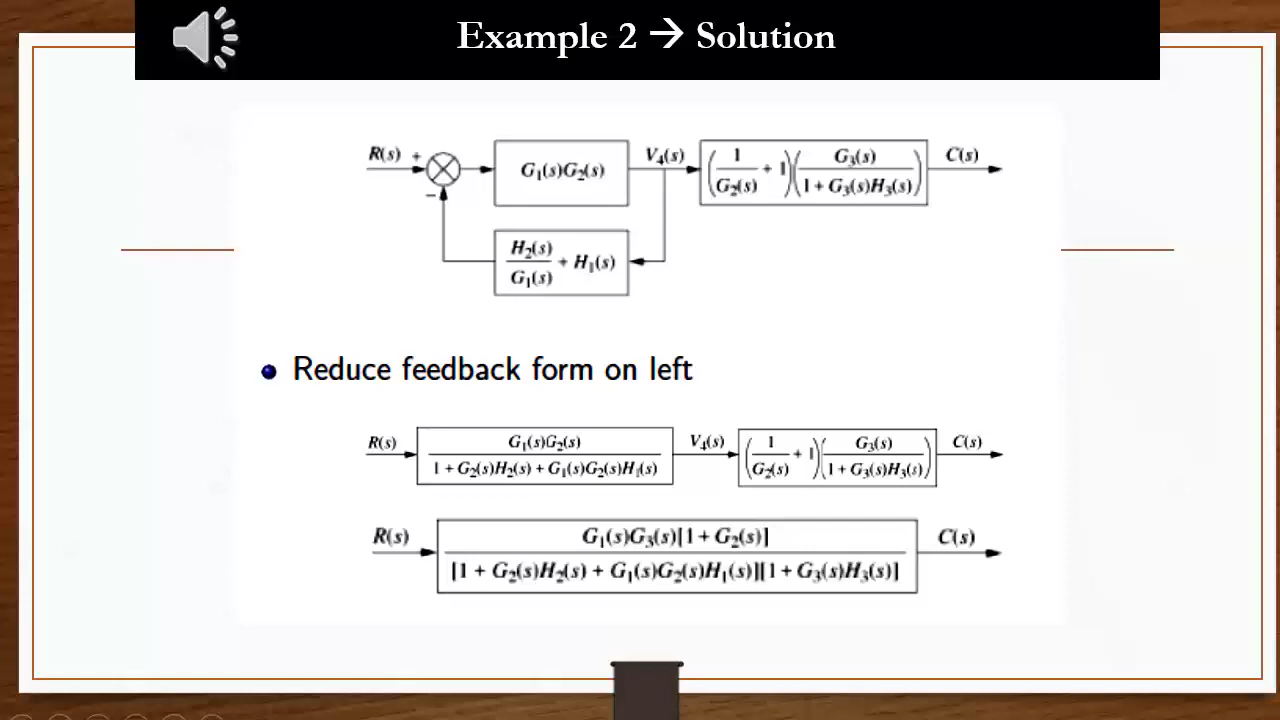 Example 2 → Solution
R(s) + − G₁(s)G₂(s) V₄(s) (1/G₂(s) + 1)(G₃(s)/1 + G₃(s)H₃(s)) C(s)
H₂(s)/G₁(s) + H₁(s)
Reduce feedback form on left
R(s) G₁(s)G₂(s)/1 + G₂(s)H₂(s) + G₁(s)G₂(s)H₁(s) V₄(s) (1/G₂(s) + 1)(G₃(s)/1 + G₃(s)H₃(s)) C(s)
R(s) G₁(s)G₃(s)[1 + G₂(s)]/[1 + G₂(s)H₂(s) + G₁(s)G₂(s)H₁(s)][1 + G₃(s)H₃(s)] C(s)